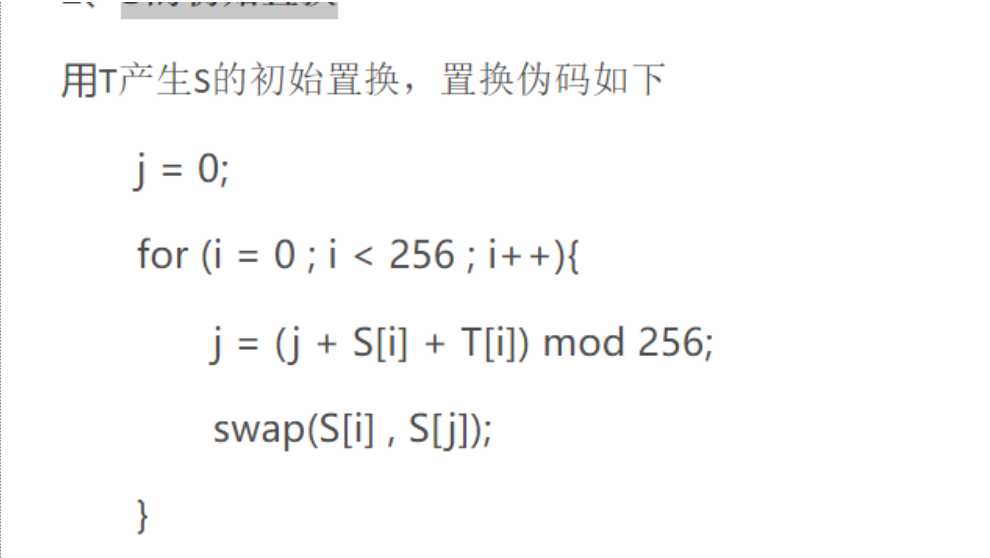 用T产生S的初始置换，置换伪码如下
j = 0;
for (i = 0 ; i < 256 ; i++){
j = (j + S[i] + T[i]) mod 256;
swap(S[i] , S[j]);
}